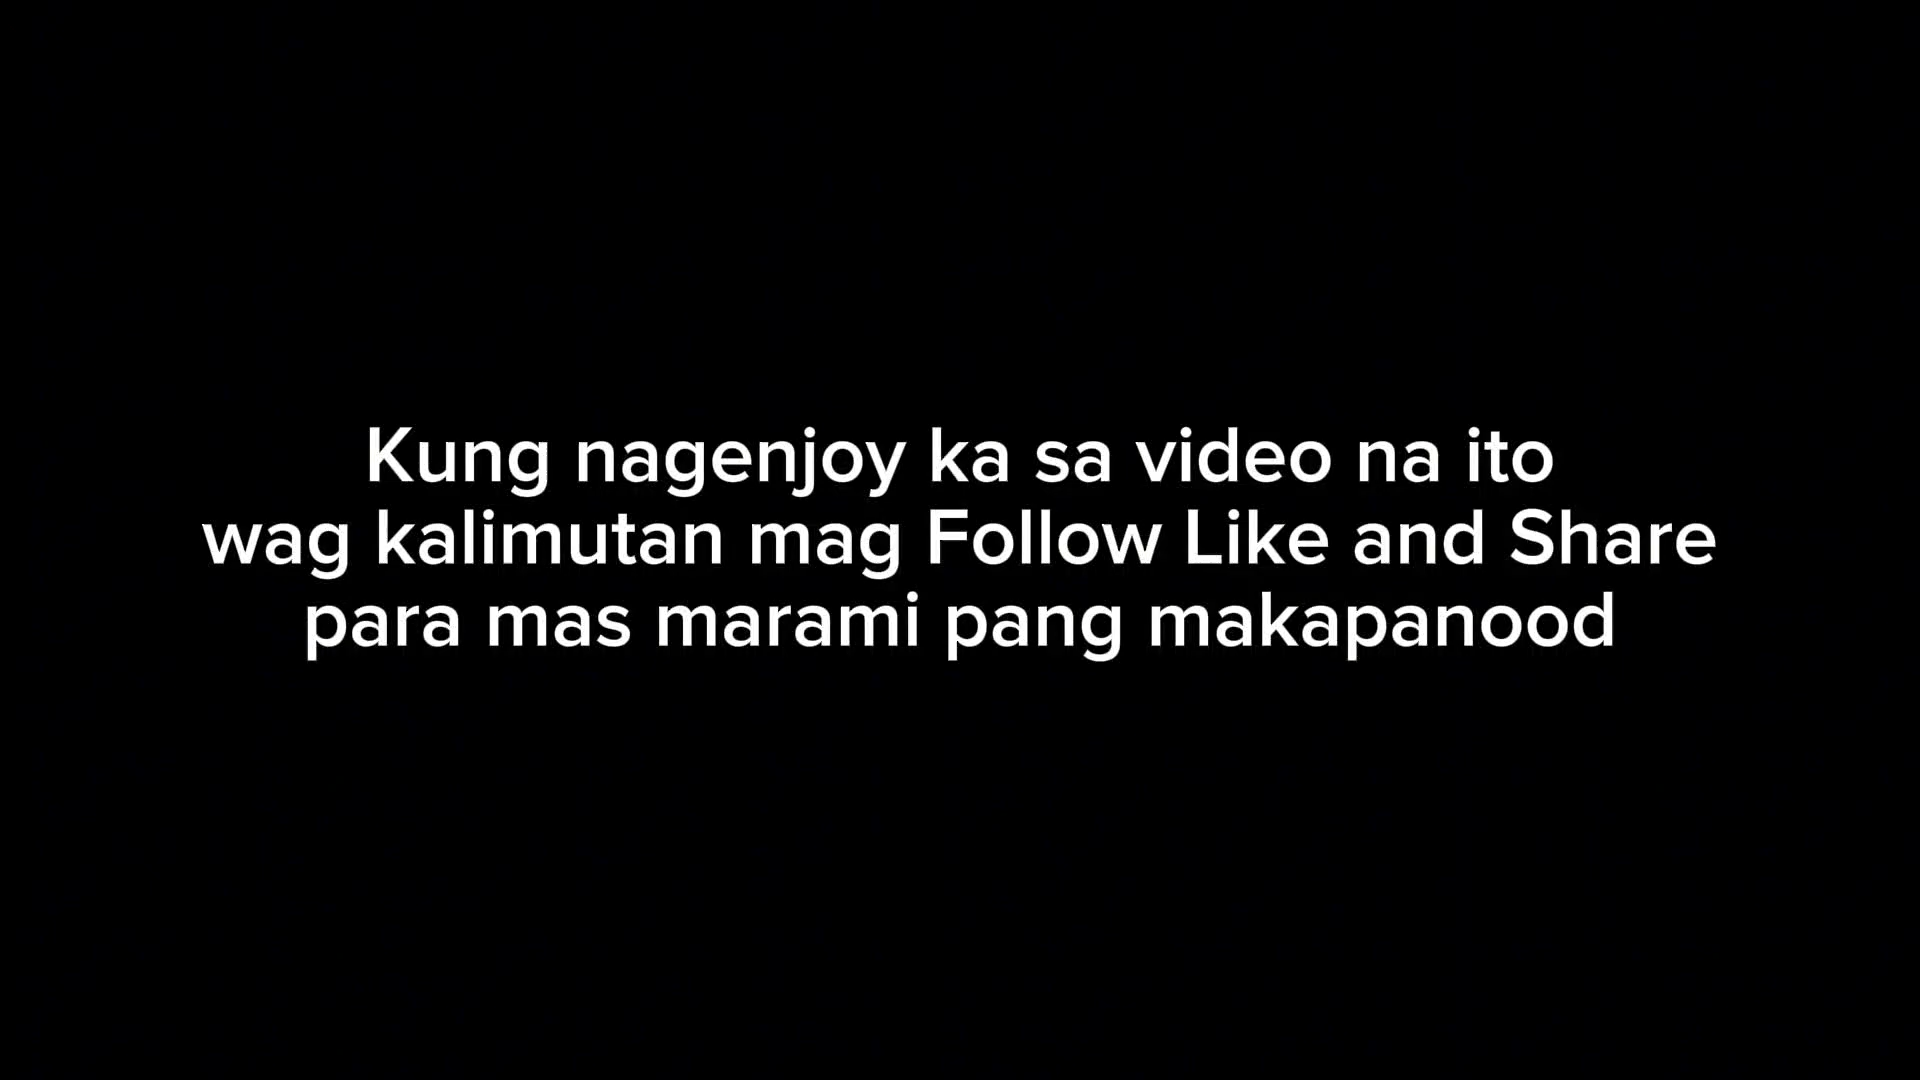 Kung nagenjoy ka sa video na ito
wag kalimutan mag Follow Like and Share
para mas marami pang makapanood